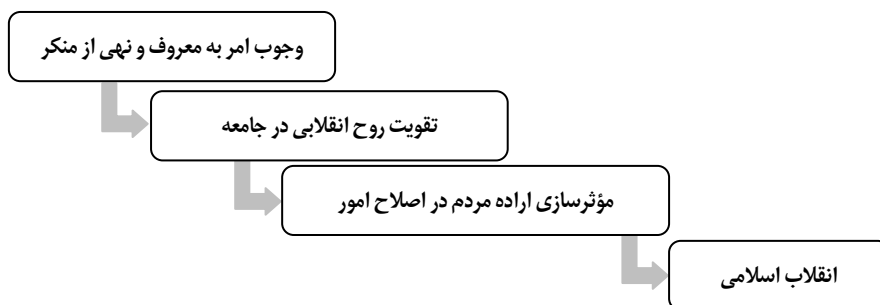 وجوب امر به معروف و نهی از منکر
تقویت روح انقلابی در جامعه
مؤثرسازی اراده مردم در اصلاح امور
انقلاب اسلامی